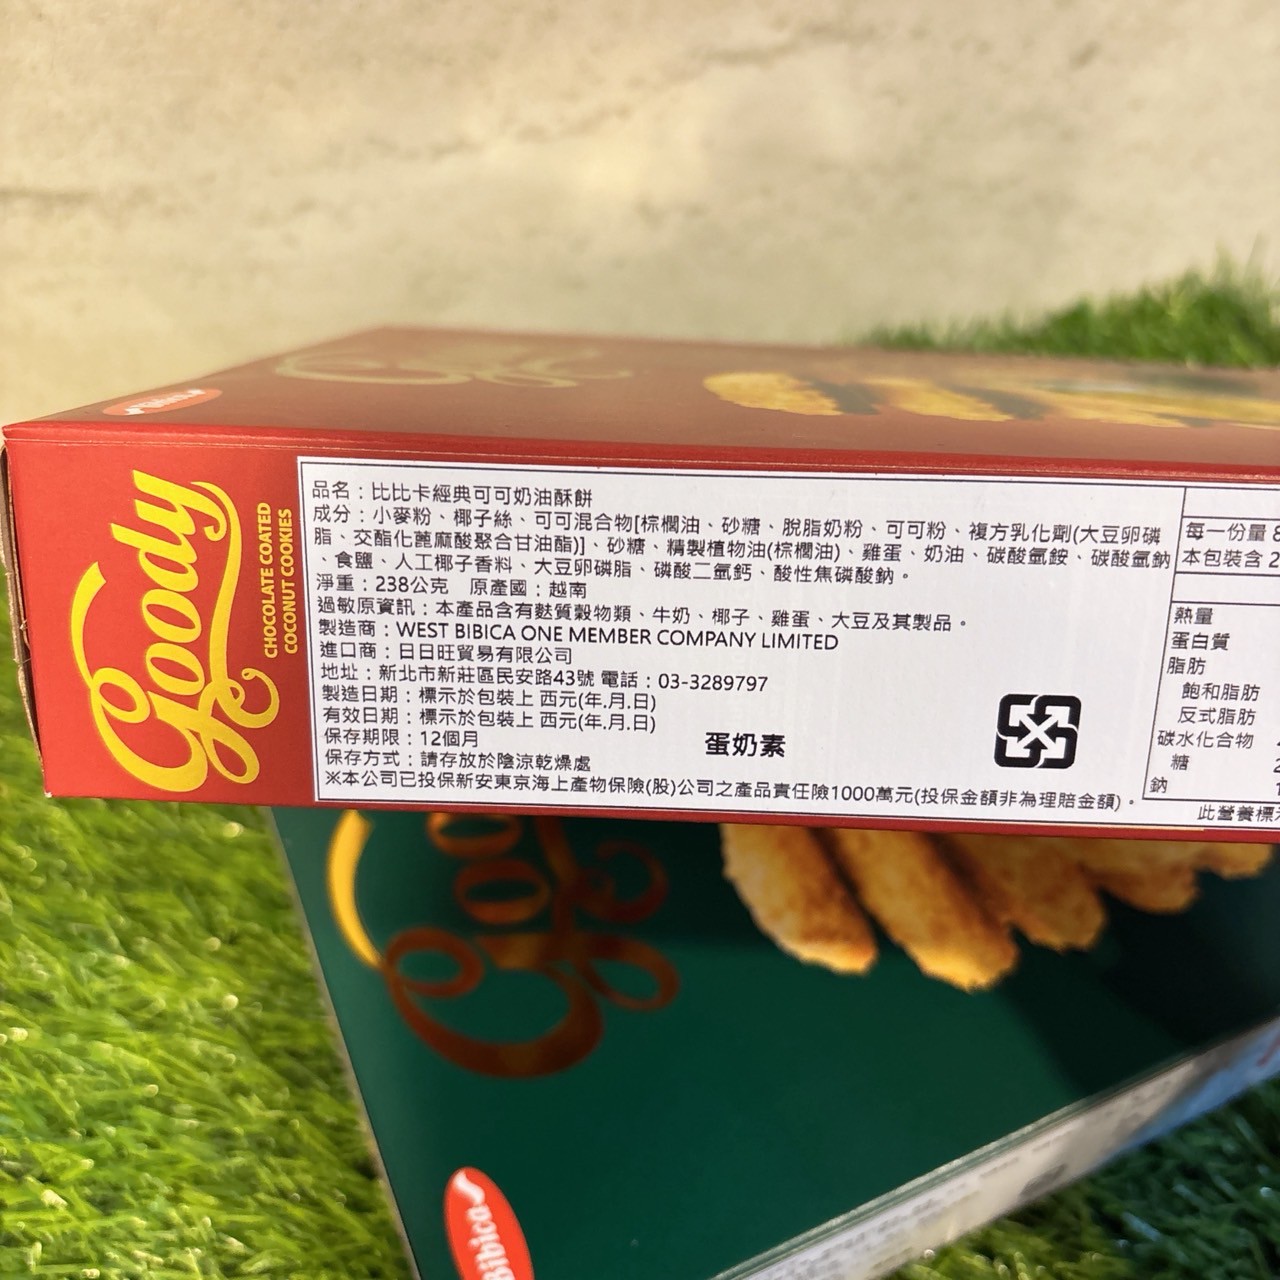 Bibica
Goody
CHOCOLATE COATED
COCONUT COOKIES
品名：比比卡經典可可奶油酥餅
成分：小麥粉、椰子絲、可可混合物[棕櫚油、砂糖、脫脂奶粉、可可粉、複方乳化劑(大豆卵磷
脂、交酯化蓖麻酸聚合甘油酯)]、砂糖、精製植物油(棕櫚油)、雞蛋、奶油、碳酸氫銨、碳酸氫鈉
、食鹽、人工椰子香料、大豆卵磷脂、磷酸二氫鈣、酸性焦磷酸鈉。
淨重：238公克 原產國：越南
過敏原資訊：本產品含有麩質穀物類、牛奶、椰子、雞蛋、大豆及其製品。
製造商：WEST BIBICA ONE MEMBER COMPANY LIMITED
進口商：日日旺貿易有限公司
地址：新北市新莊區民安路43號 電話：03-3289797
製造日期：標示於包裝上 西元(年.月.日)
有效日期：標示於包裝上 西元(年.月.日)
保存期限：12個月
保存方式：請存放於陰涼乾燥處
※本公司已投保新安東京海上產物保險(股)公司之產品責任險1000萬元(投保金額非為理賠金額)。
蛋奶素
每一份量 8
本包裝含 2
熱量
蛋白質
脂肪
飽和脂肪
反式脂肪
碳水化合物
糖
鈉
此營養標
Goo
Bibica